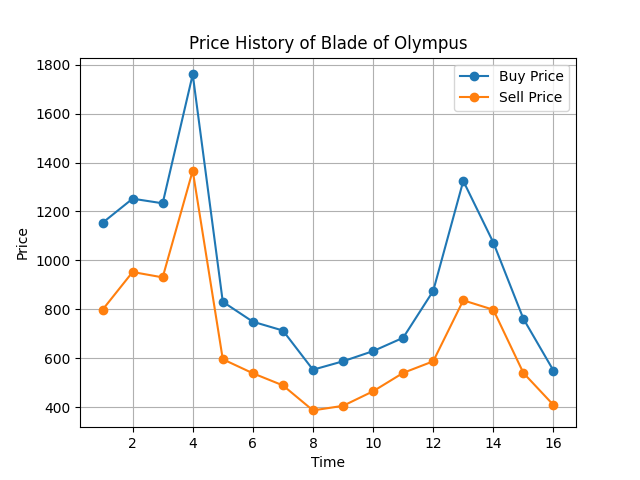 Price History of Blade of Olympus
Buy Price
Sell Price
Price
1800
1600
1400
1200
1000
800
600
400
2 4 6 8 10 12 14 16
Time